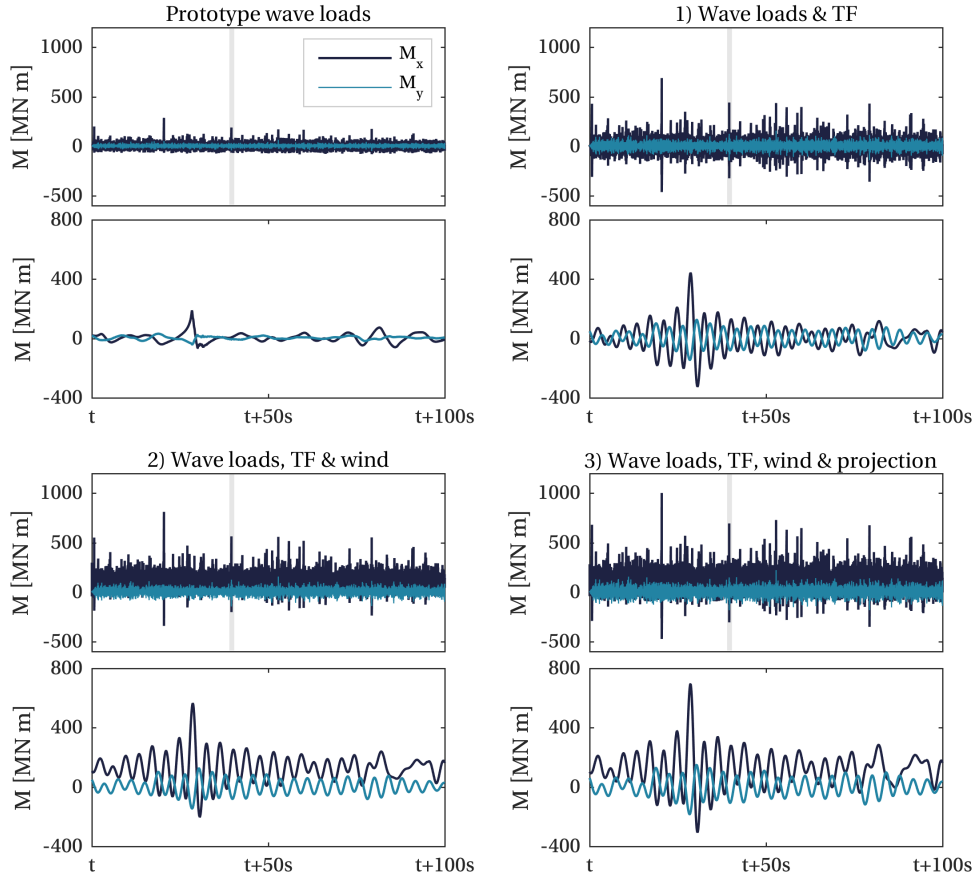 Prototype wave loads
M [MN m]
1000
500
0
-500
M_x
M_y
M [MN m]
800
400
0
-400
t
t+50s
t+100s
1) Wave loads & TF
M [MN m]
1000
500
0
-500
M [MN m]
800
400
0
-400
t
t+50s
t+100s
2) Wave loads, TF & wind
M [MN m]
1000
500
0
-500
M [MN m]
800
400
0
-400
t
t+50s
t+100s
3) Wave loads, TF, wind & projection
M [MN m]
1000
500
0
-500
M [MN m]
800
400
0
-400
t
t+50s
t+100s